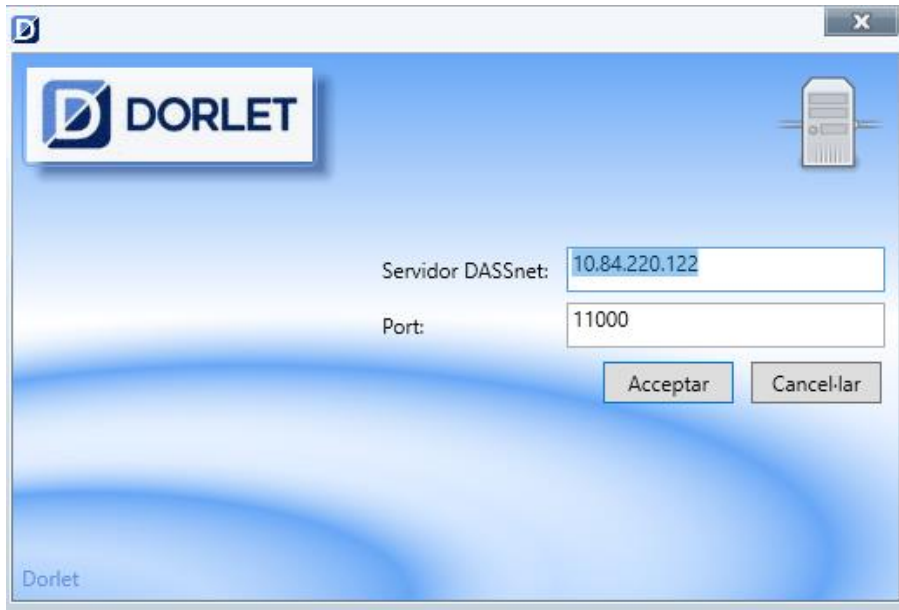 DORLET
Servidor DASSnet: 10.84.220.122
Port: 11000
Acceptar Cancel·lar
Dorlet